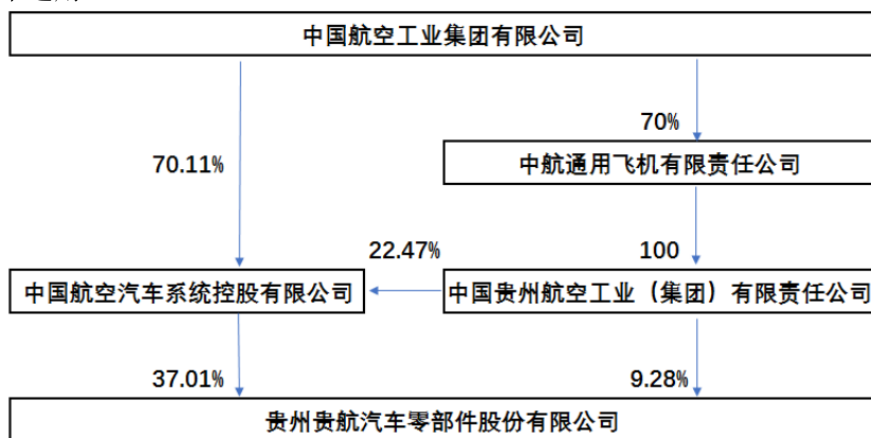 中国航空工业集团有限公司
70%
70.11%
中航通用飞机有限责任公司
22.47%
100
中国航空汽车系统控股有限公司
中国贵州航空工业（集团）有限责任公司
37.01%
9.28%
贵州贵航汽车零部件股份有限公司